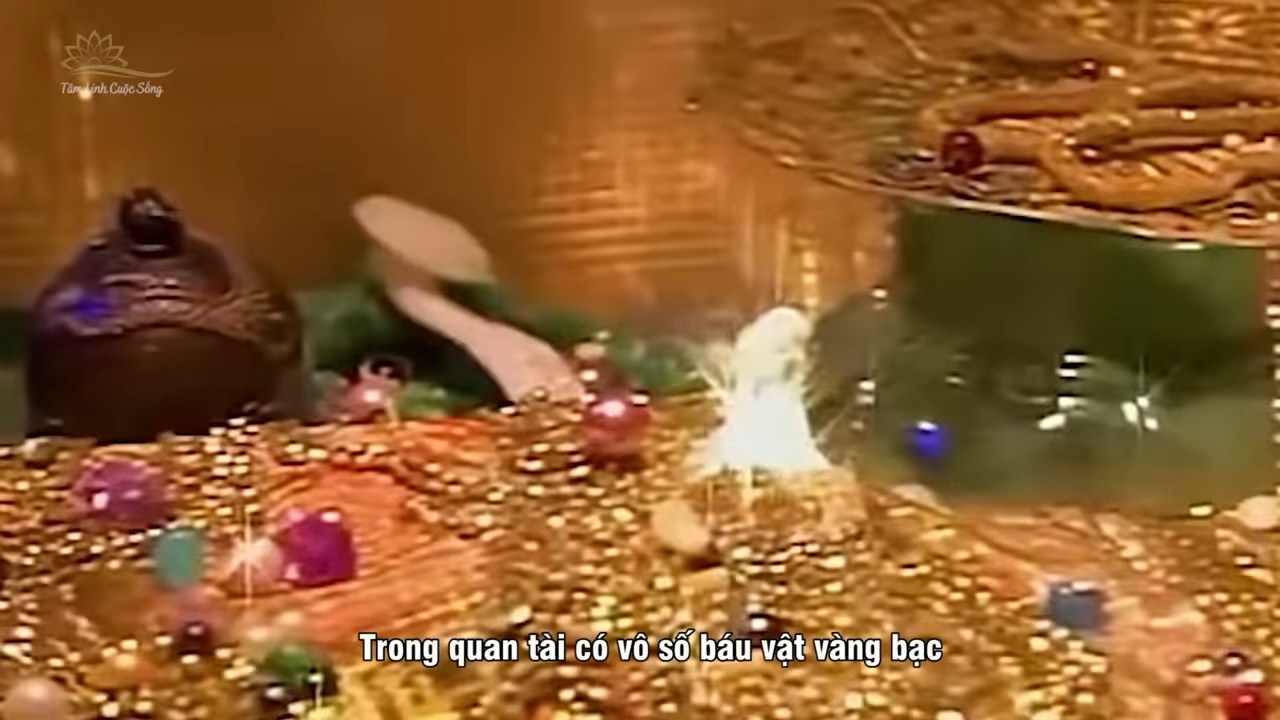 Tâm Linh Cuộc Sống
Trong quan tài có vô số báu vật vàng bạc